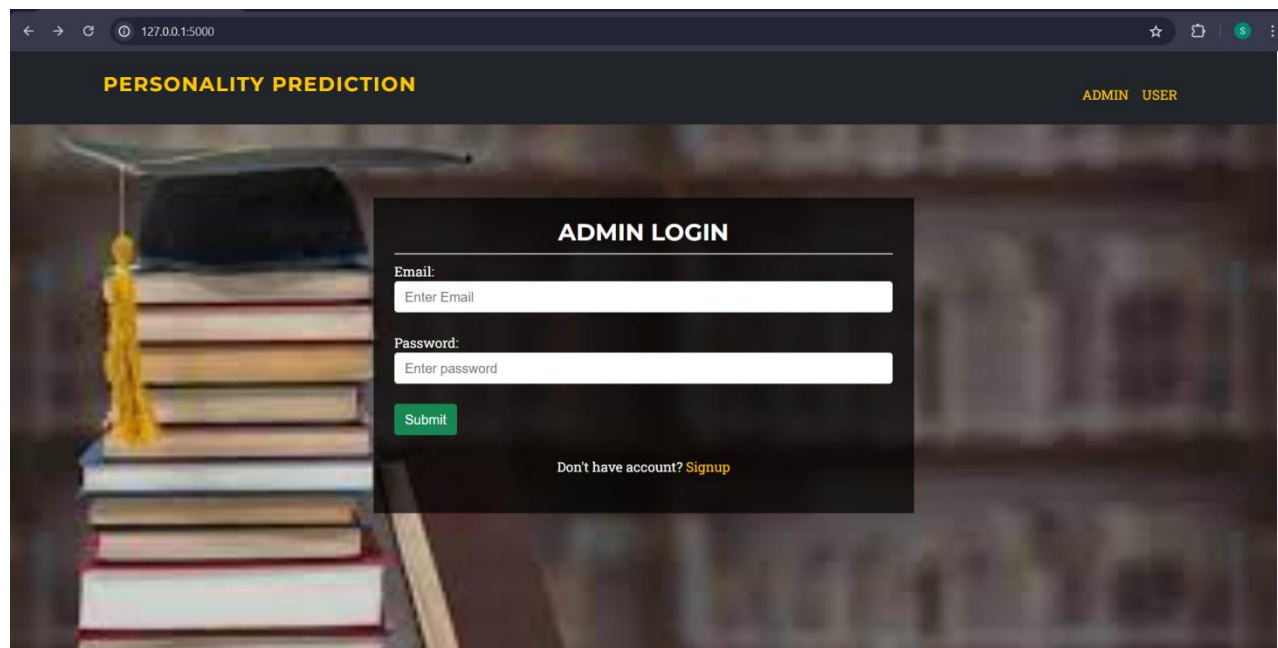 127.0.0.1:5000
S
PERSONALITY PREDICTION
ADMIN USER
ADMIN LOGIN
Email:
Enter Email
Password:
Enter password
Submit
Don't have account? Signup